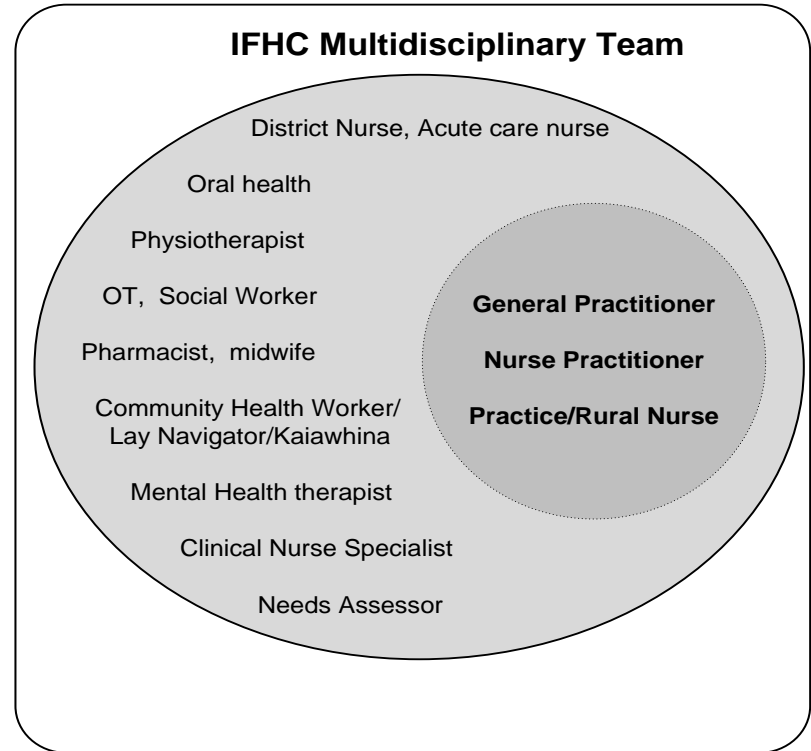 IFHC Multidisciplinary Team
District Nurse, Acute care nurse
Oral health
Physiotherapist
OT, Social Worker
Pharmacist, midwife
Community Health Worker/
Lay Navigator/Kaiawhina
Mental Health therapist
Clinical Nurse Specialist
Needs Assessor
General Practitioner
Nurse Practitioner
Practice/Rural Nurse